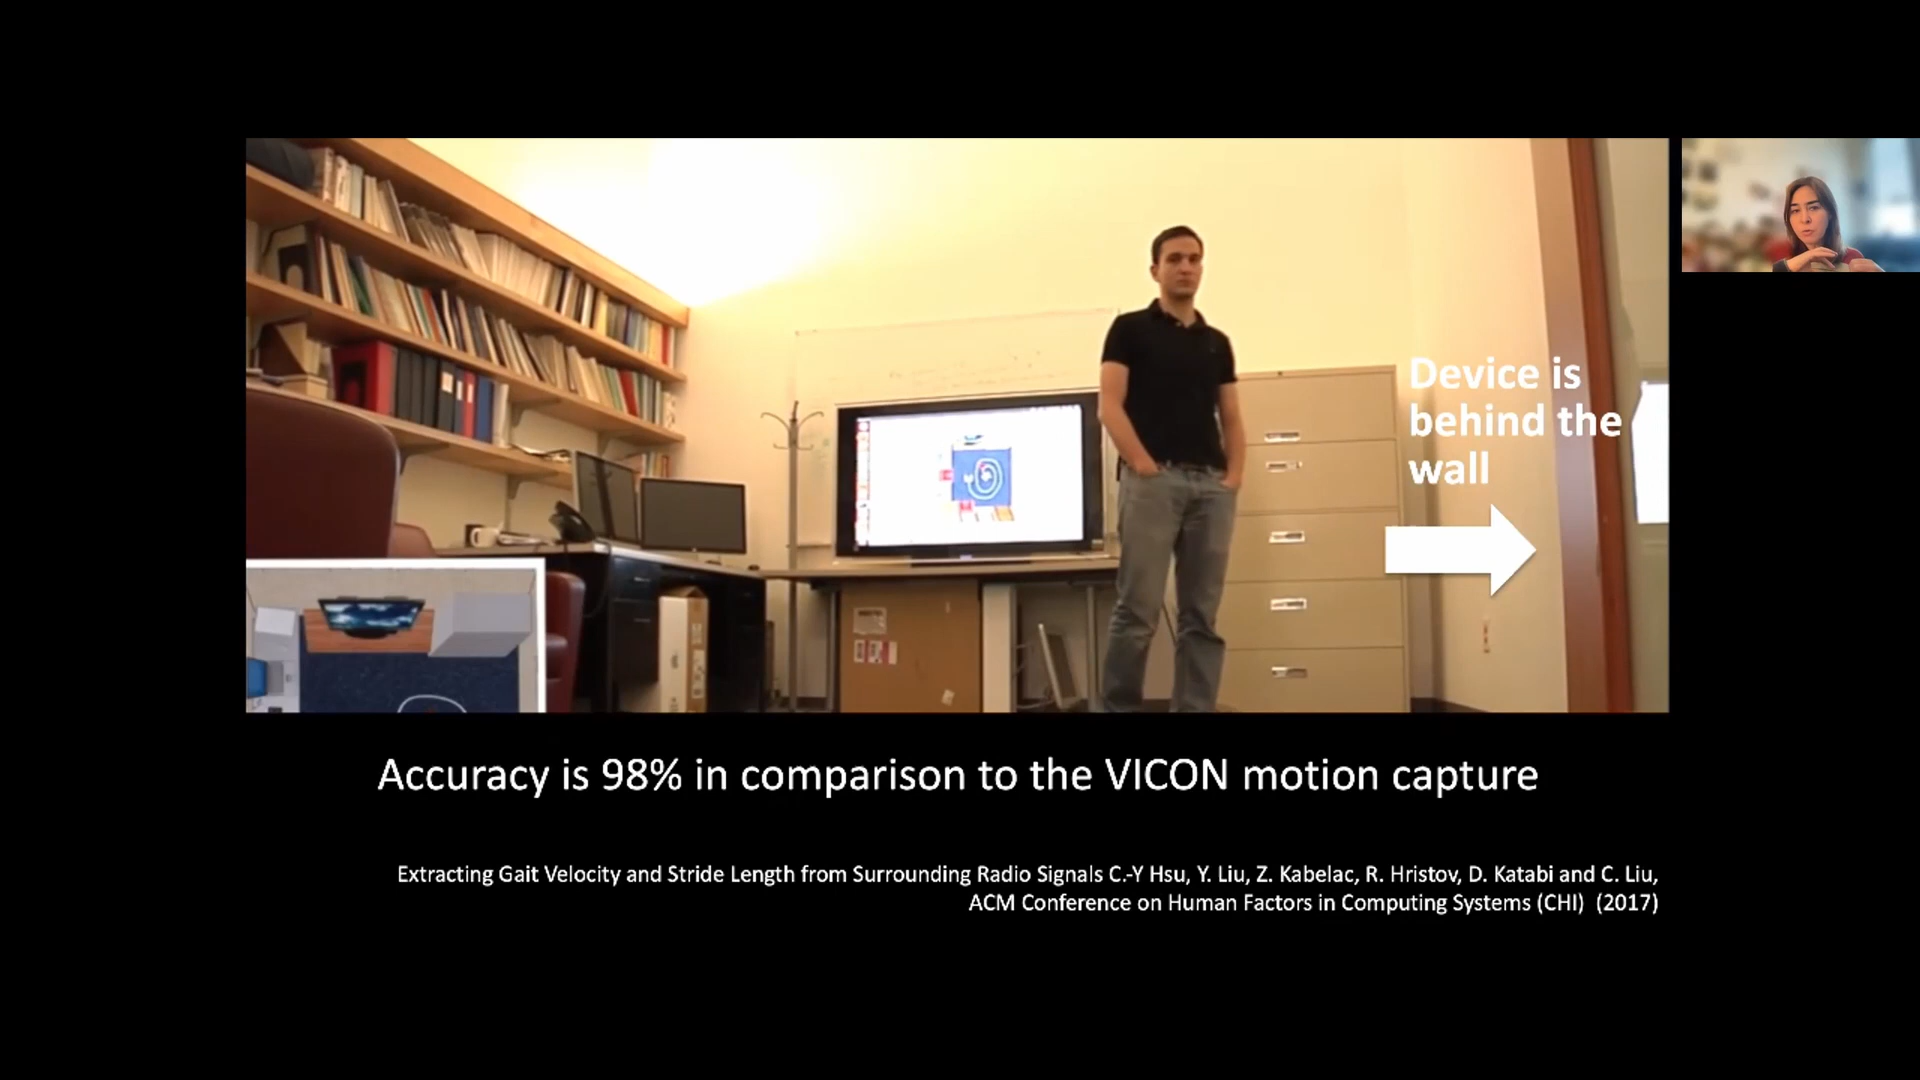 Device is
behind the
wall
Accuracy is 98% in comparison to the VICON motion capture
Extracting Gait Velocity and Stride Length from Surrounding Radio Signals C.-Y Hsu, Y. Liu, Z. Kabelac, R. Hristov, D. Katabi and C. Liu,
ACM Conference on Human Factors in Computing Systems (CHI)  (2017)